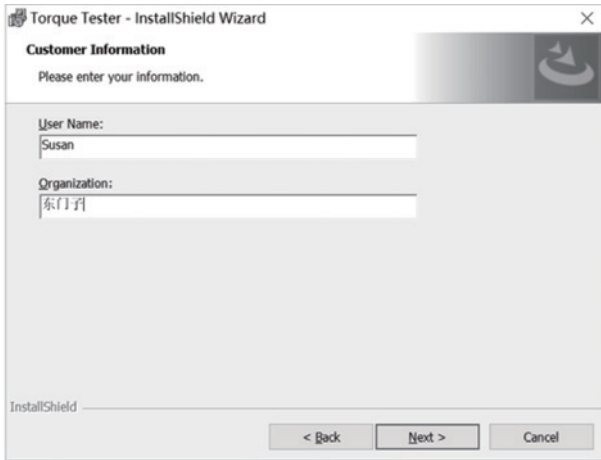 Torque Tester - InstallShield Wizard
Customer Information
Please enter your information.
User Name:
Susan
Organization:
东门子
InstallShield
< Back Next > Cancel